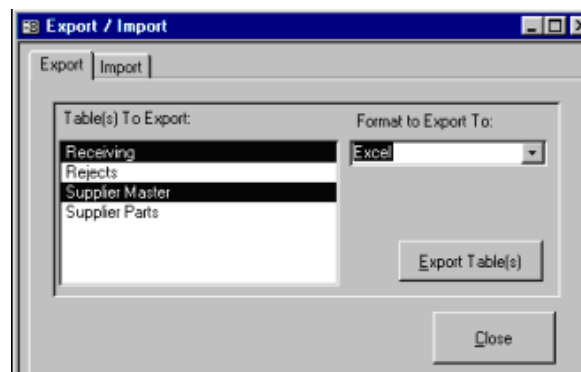 Export / Import
Export Import
Table(s) To Export:
Format to Export To:
Receiving
Rejects
Supplier Master
Supplier Parts
Excel
Export Table(s)
Close